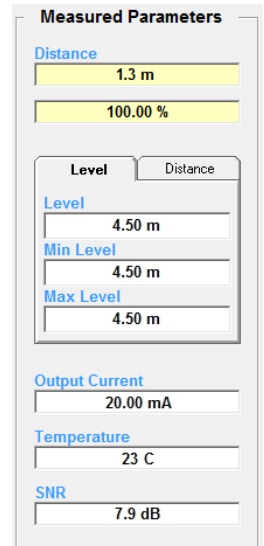 Measured Parameters
Distance
1.3 m
100.00 %
Level Distance
Level
4.50 m
Min Level
4.50 m
Max Level
4.50 m
Output Current
20.00 mA
Temperature
23 C
SNR
7.9 dB